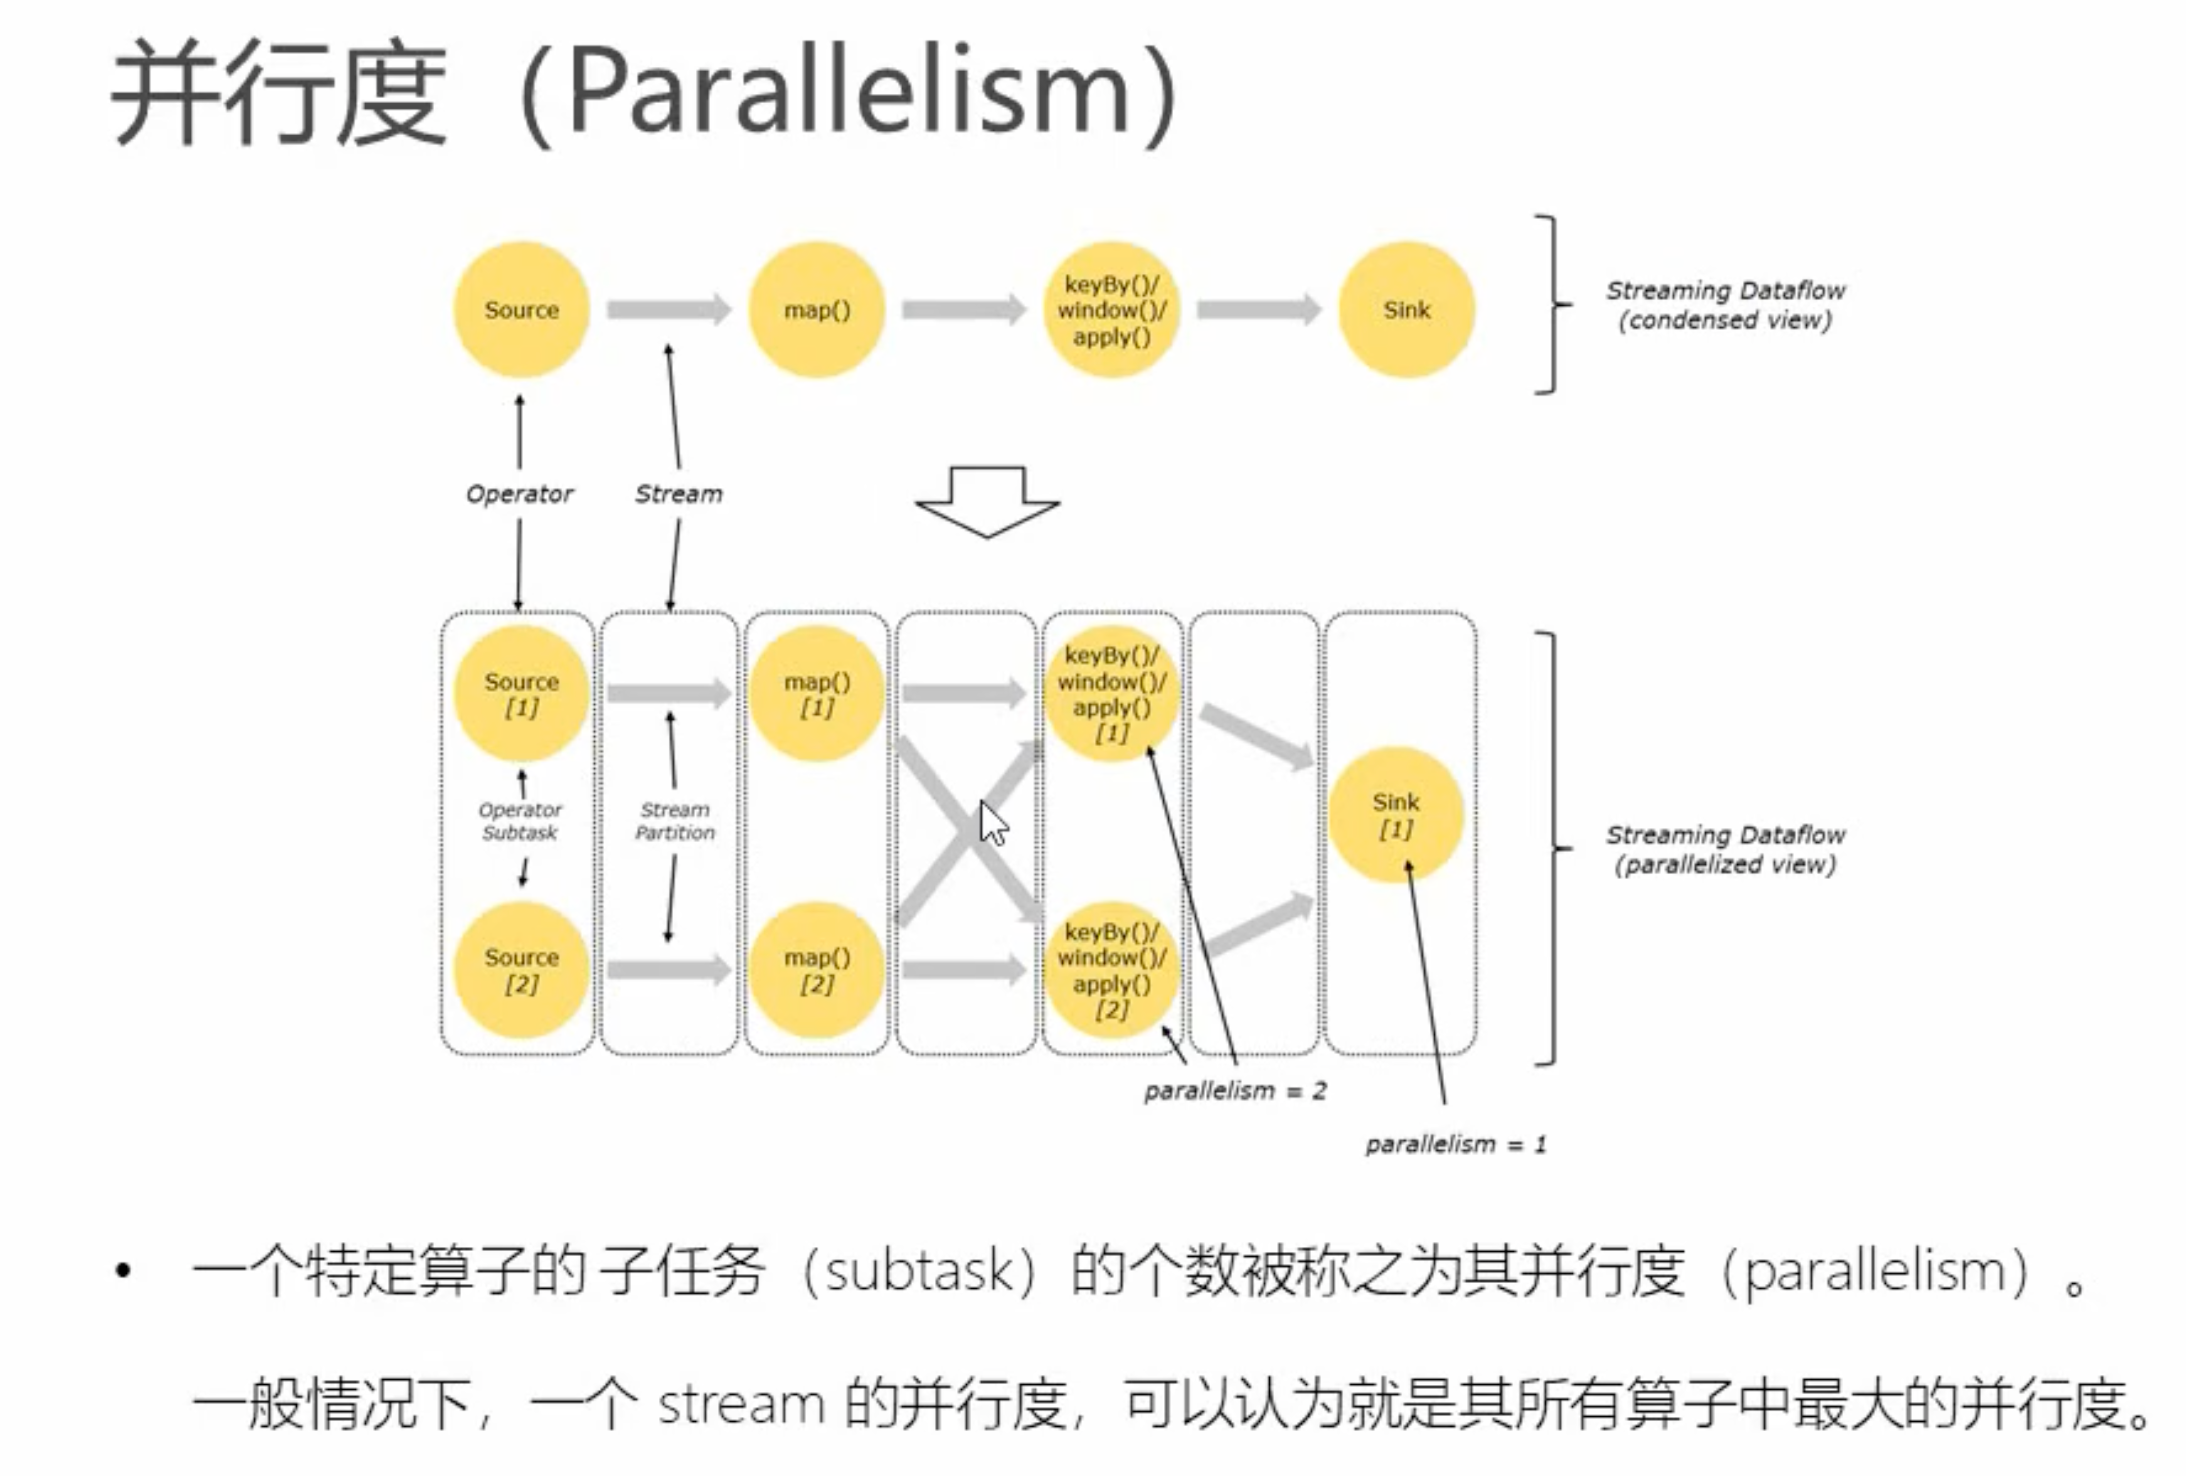 并行度（Parallelism）
Source
map()
keyBy()/
window()/
apply()
Sink
Streaming Dataflow
(condensed view)
Operator
Stream
Source
[1]
map()
[1]
keyBy()/
window()/
apply()
[1]
Operator
Subtask
Stream
Partition
Sink
[1]
Streaming Dataflow
(parallelized view)
Source
[2]
map()
[2]
keyBy()/
window()/
apply()
[2]
parallelism = 2
parallelism = 1
• 一个特定算子的 子任务（subtask）的个数被称之为其并行度（parallelism）。
一般情况下，一个 stream 的并行度，可以认为就是其所有算子中最大的并行度。